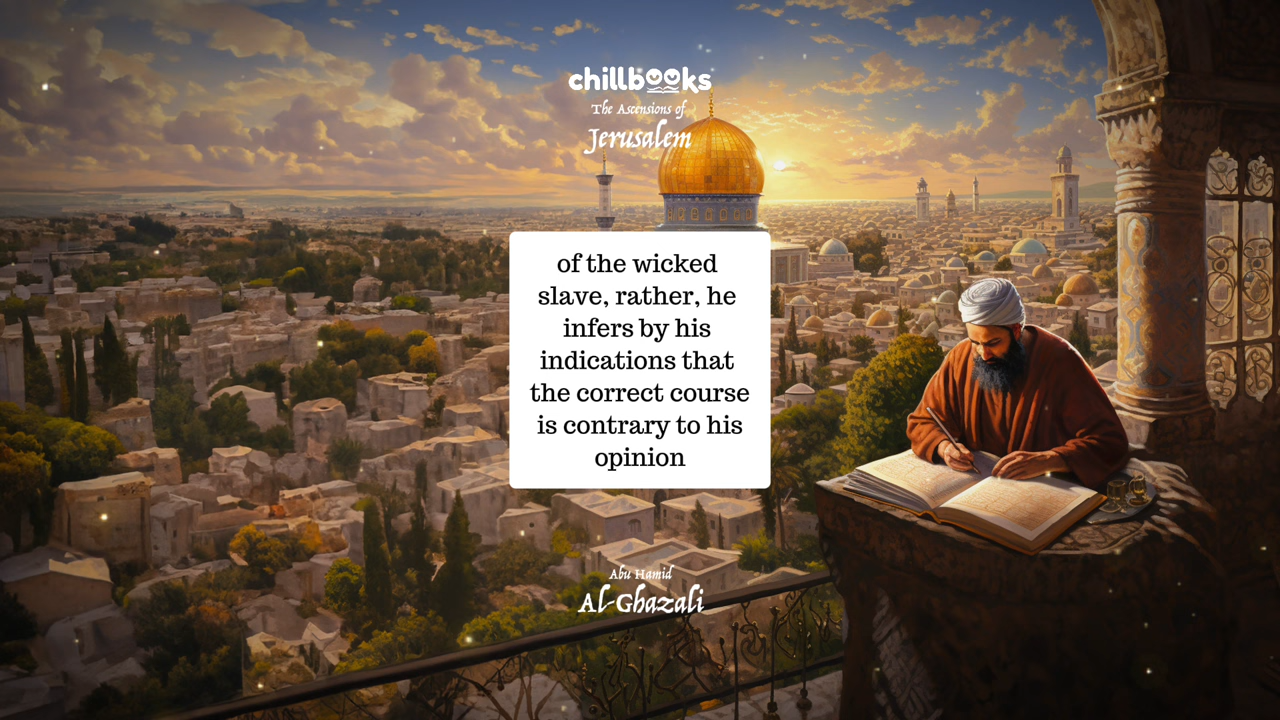 chillbooks
The Ascensions of
Jerusalem
of the wicked
slave, rather, he
infers by his
indications that
the correct course
is contrary to his
opinion
Abu Hamid
Al-Ghazali